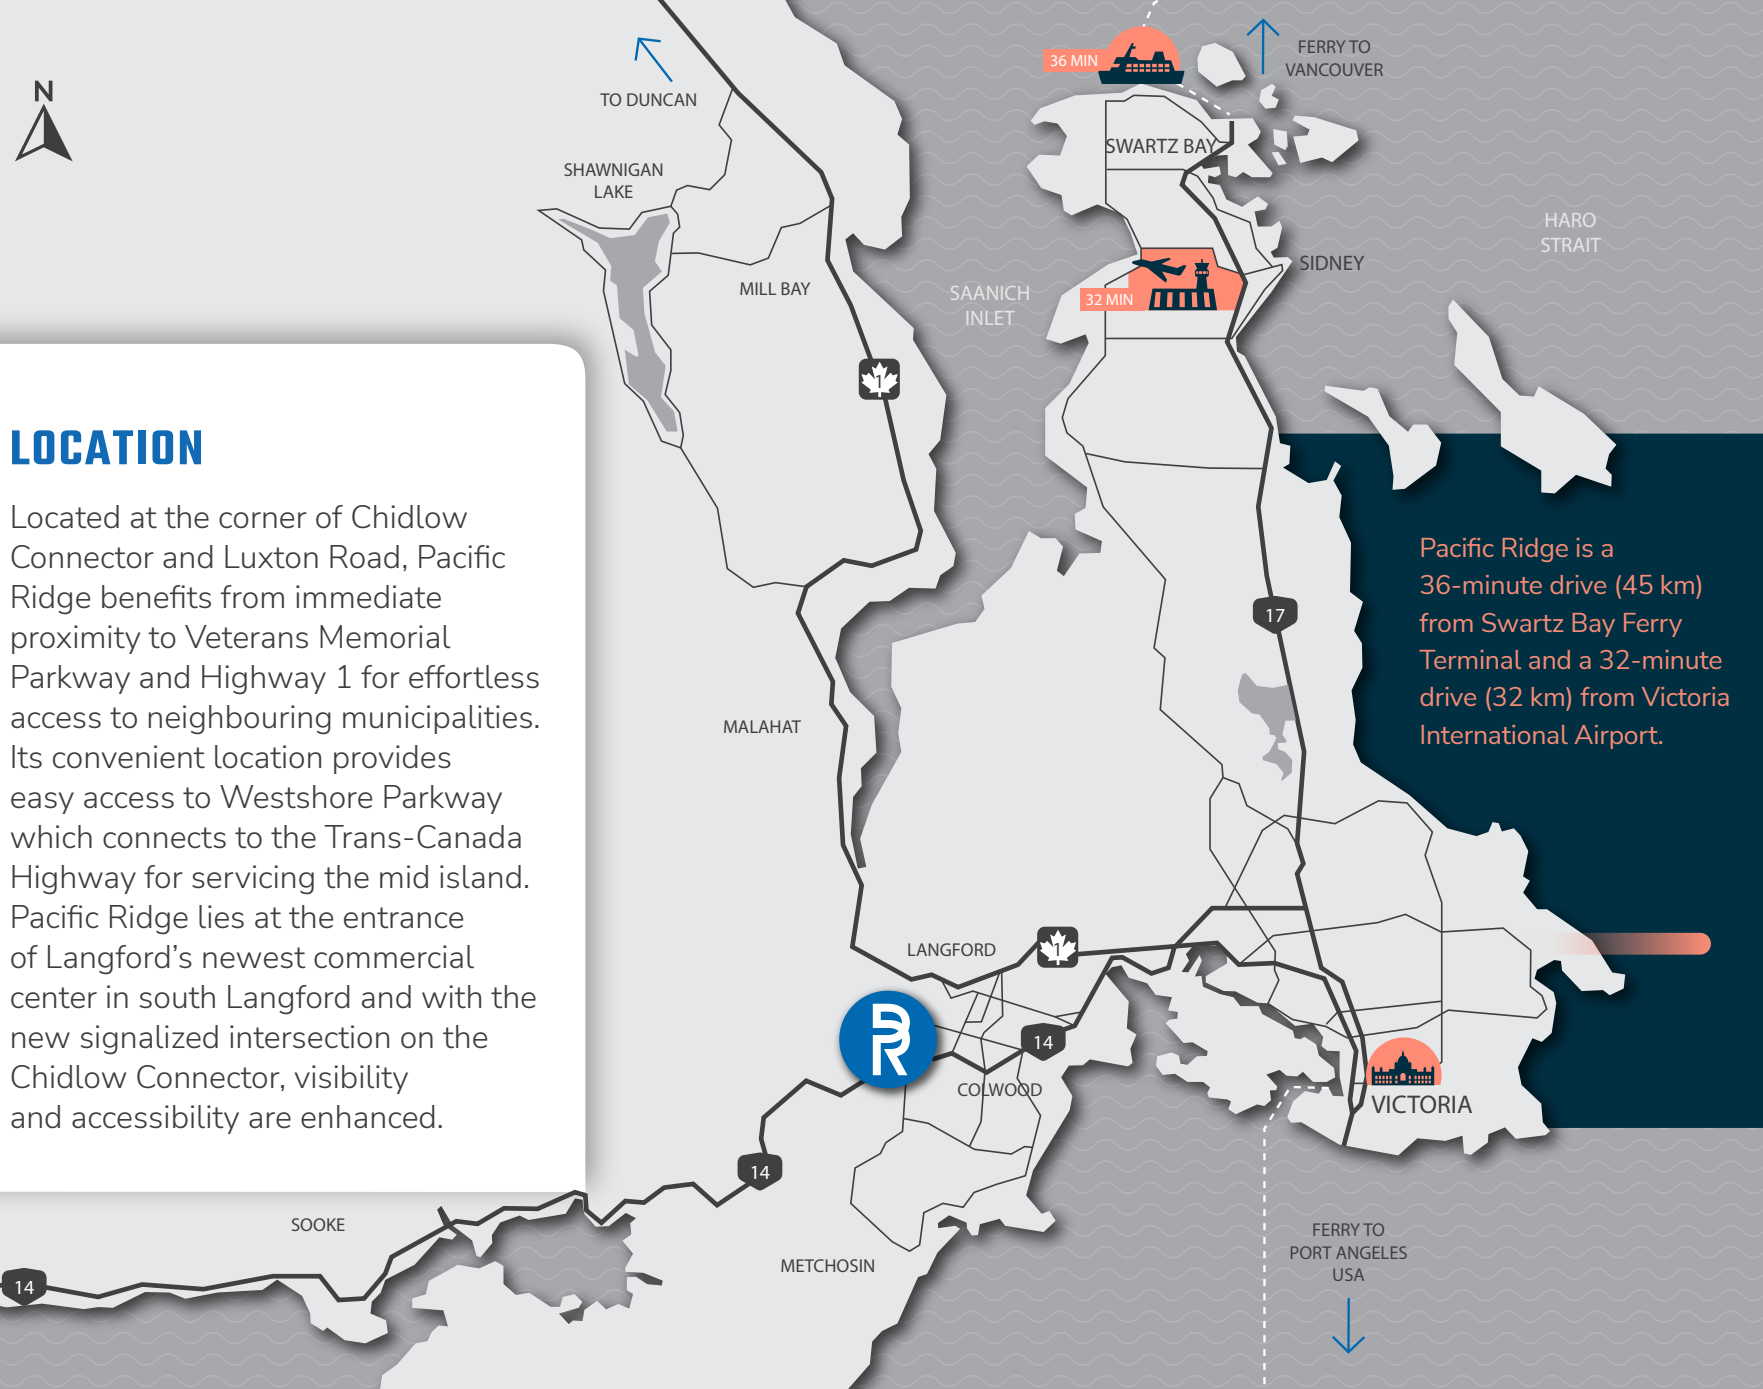 N
TO DUNCAN
SHAWNIGAN
LAKE
MILL BAY
1
36 MIN
FERRY TO
VANCOUVER
SWARTZ BAY
HARO
STRAIT
SIDNEY
SAANICH
INLET
32 MIN
LOCATION
Located at the corner of Chidlow
Connector and Luxton Road, Pacific
Ridge benefits from immediate
proximity to Veterans Memorial
Parkway and Highway 1 for effortless
access to neighbouring municipalities.
Its convenient location provides
easy access to Westshore Parkway
which connects to the Trans-Canada
Highway for servicing the mid island.
Pacific Ridge lies at the entrance
of Langford’s newest commercial
center in south Langford and with the
new signalized intersection on the
Chidlow Connector, visibility
and accessibility are enhanced.
Pacific Ridge is a
36-minute drive (45 km)
from Swartz Bay Ferry
Terminal and a 32-minute
drive (32 km) from Victoria
International Airport.
17
MALAHAT
LANGFORD
1
PR
14
COLWOOD
VICTORIA
14
SOOKE
METCHOSIN
14
FERRY TO
PORT ANGELES
USA